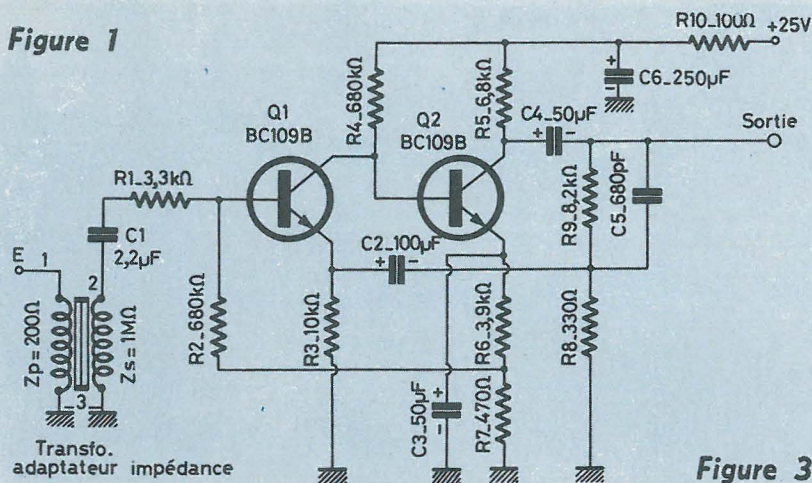 Figure 1
R10_100Ω
+25V
C6_250µF
R4_680kΩ
R5_6,8kΩ
Q1
BC109B
Q2
BC109B
C4_50µF
Sortie
R1_3,3kΩ
C1
2,2µF
C2_100µF
R9_8,2kΩ
C5_680pF
E
1
2
3
Zp=200Ω
Zs=1MΩ
R2_680kΩ
R3_10kΩ
R6_3,9kΩ
R8_330Ω
C3_50µF
R7_470Ω
Transfo.
adaptateur impédance
Figure 3